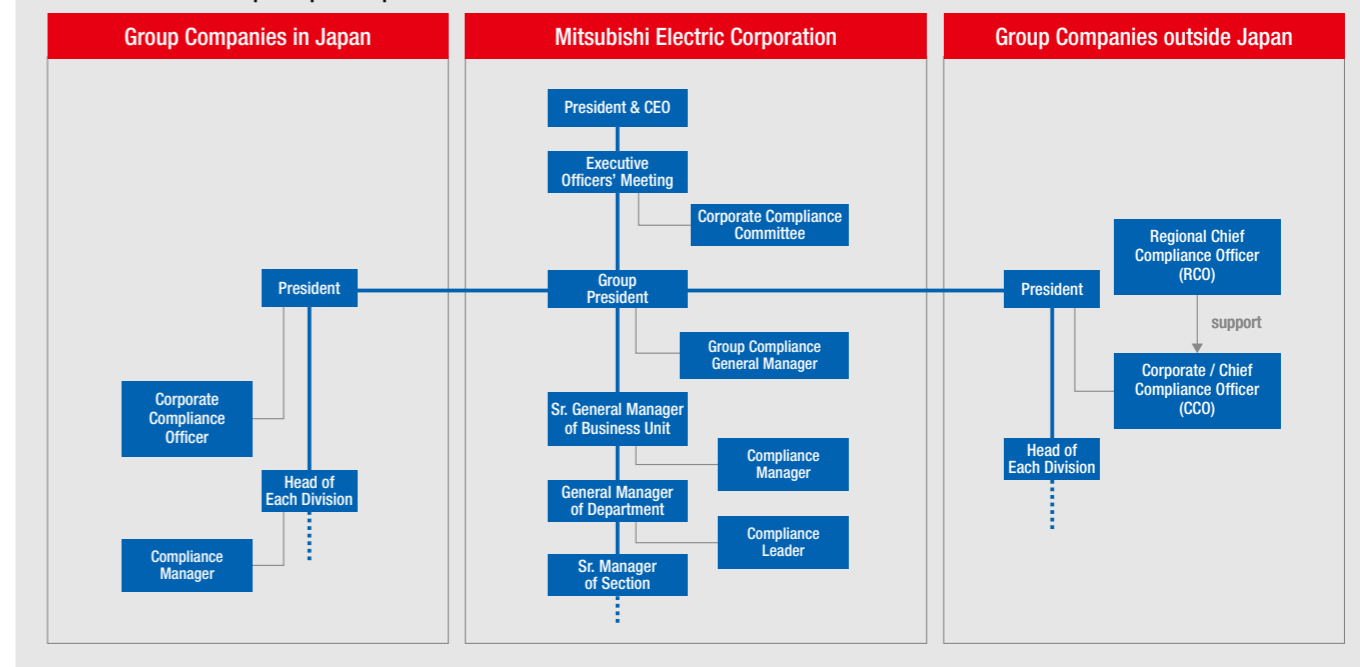 Group Companies in Japan
Mitsubishi Electric Corporation
Group Companies outside Japan
President & CEO
Executive
Officers’ Meeting
Corporate Compliance
Committee
Group
President
Group Compliance
General Manager
Sr. General Manager
of Business Unit
Compliance
Manager
General Manager
of Department
Compliance
Leader
Sr. Manager
of Section
President
Corporate
Compliance
Officer
Head of
Each Division
Compliance
Manager
President
Regional Chief
Compliance Officer
(RCO)
support
Corporate / Chief
Compliance Officer
(CCO)
Head of
Each Division